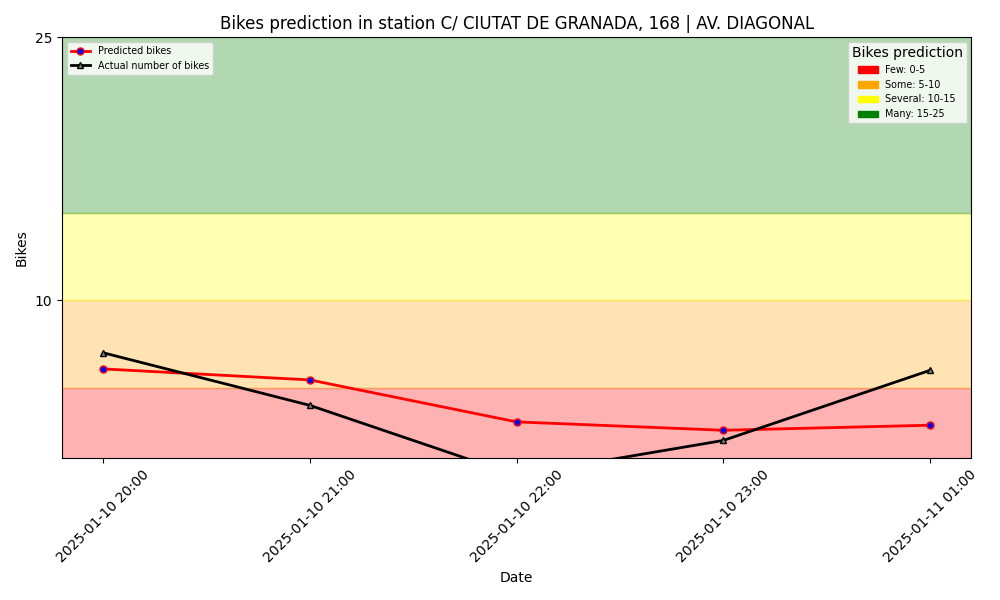 Bikes prediction in station C/ CIUTAT DE GRANADA, 168 | AV. DIAGONAL
25
10
Bikes
Predicted bikes
Actual number of bikes
Bikes prediction
Few: 0-5
Some: 5-10
Several: 10-15
Many: 15-25
2025-01-10 20:00
2025-01-10 21:00
2025-01-10 22:00
2025-01-10 23:00
2025-01-11 01:00
Date